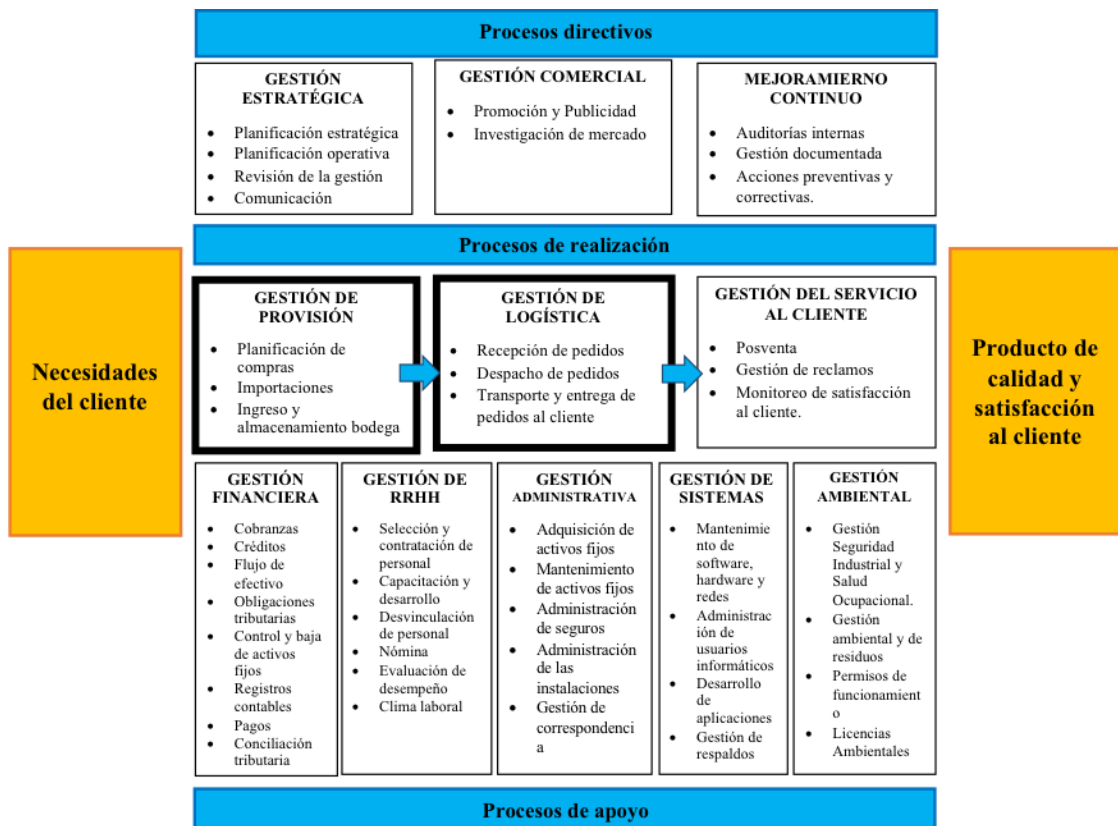 Procesos directivos
GESTIÓN
ESTRATÉGICA
• Planificación estratégica
• Planificación operativa
• Revisión de la gestión
• Comunicación
GESTIÓN COMERCIAL
• Promoción y Publicidad
• Investigación de mercado
MEJORAMIERNO
CONTINUO
• Auditorías internas
• Gestión documentada
• Acciones preventivas y
correctivas.
Procesos de realización
Necesidades
del cliente
GESTIÓN DE
PROVISIÓN
• Planificación de
compras
• Importaciones
• Ingreso y
almacenamiento bodega
GESTIÓN DE
LOGÍSTICA
• Recepción de pedidos
• Despacho de pedidos
• Transporte y entrega de
pedidos al cliente
GESTIÓN DEL SERVICIO
AL CLIENTE
• Posventa
• Gestión de reclamos
• Monitoreo de satisfacción
al cliente.
Producto de
calidad y
satisfacción
al cliente
GESTIÓN
FINANCIERA
• Cobranzas
• Créditos
• Flujo de
efectivo
• Obligaciones
tributarias
• Control y baja
de activos
fijos
• Registros
contables
• Pagos
• Conciliación
tributaria
GESTIÓN DE
RRHH
• Selección y
contratación de
personal
• Capacitación y
desarrollo
• Desvinculación
de personal
• Nómina
• Evaluación de
desempeño
• Clima laboral
GESTIÓN
ADMINISTRATIVA
• Adquisición de
activos fijos
• Mantenimiento
de activos fijos
• Administración
de seguros
• Administración
de las
instalaciones
• Gestión de
correspondenci
a
GESTIÓN DE
SISTEMAS
• Mantenimie
nto de
software,
hardware y
redes
• Administra
ción de
usuarios
informáticos
• Desarrollo
de
aplicaciones
• Gestión de
respaldos
GESTIÓN
AMBIENTAL
• Gestión
Seguridad
Industrial y
Salud
Ocupacional.
• Gestión
ambiental y de
residuos
• Permisos de
funcionamient
o
• Licencias
Ambientales
Procesos de apoyo